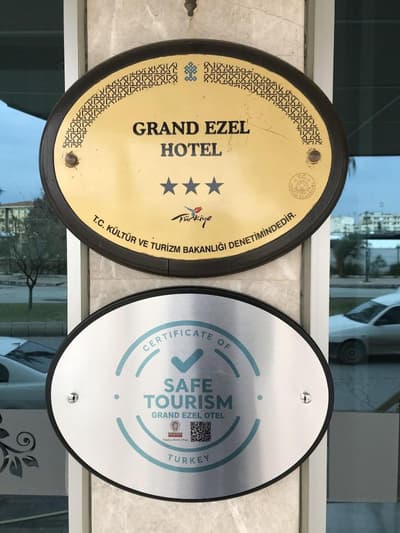 GRAND EZEL
HOTEL
Türkiye
T.C. KÜLTÜR VE TURİZM BAKANLIĞI DENETİMİNDEDİR.
CERTIFICATE OF
SAFE
TOURISM
GRAND EZEL OTEL
TURKEY